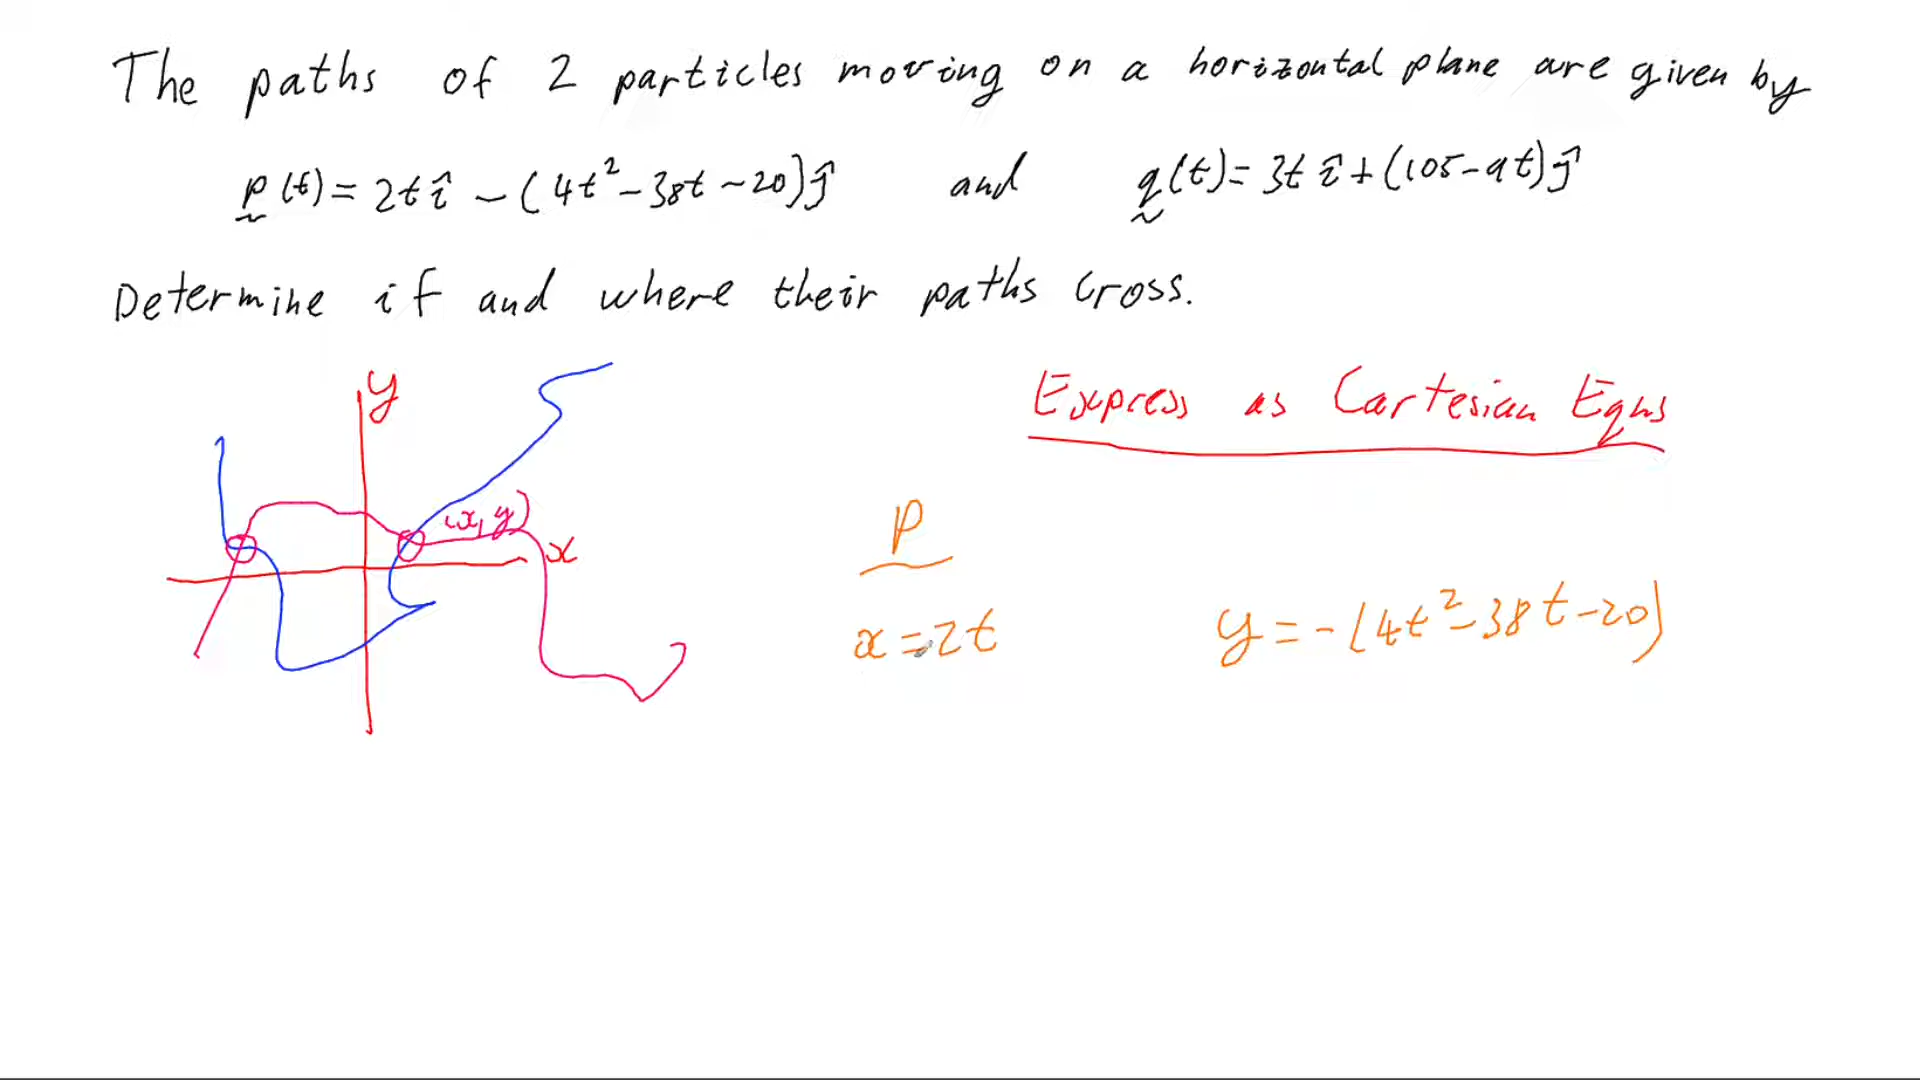 The paths of 2 particles moving on a horizontal plane are given by
p(t) = 2t î − (4t² − 38t − 20) ĵ and q(t) = 3t î + (105 − 9t) ĵ
Determine if and where their paths cross.
y
Express as Cartesian Eqns
(x, y)
x
P
x = 2t y = -(4t² − 38t − 20)